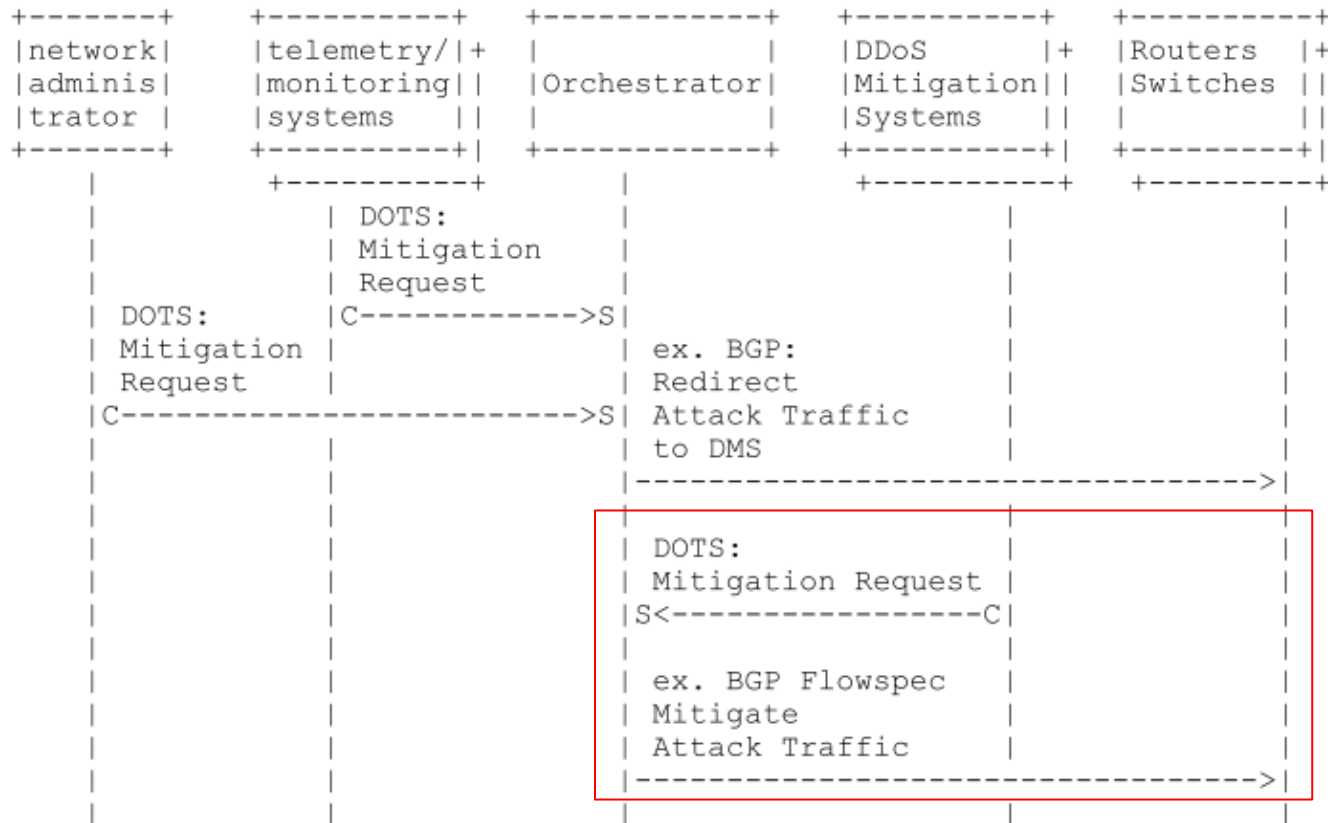 +-------+     +----------+    +------------+    +----------+    +----------+
|network|     |telemetry/|+   |            |    |DDoS      |+   |Routers   |+
|adminis|     |monitoring||   |Orchestrator|    |Mitigation||   |Switches  ||
|trator |     |systems   ||   |            |    |Systems   ||   |          ||
+-------+     +----------+|   +------------+    +----------+|   +---------+|
    |          +----------+         |            +----------+    +---------+
    |             | DOTS:           |                    |              |
    |             | Mitigation      |                    |              |
    |             | Request         |                    |              |
    | DOTS:       |C------------>S|                    |              |
    | Mitigation  |               | ex. BGP:           |              |
    | Request     |               | Redirect           |              |
    |C------------------------->S| Attack Traffic     |              |
    |             |               | to DMS             |              |
    |             |               |---------------------------------->|
    |             |               |                    |              |
    |             |               | DOTS:              |              |
    |             |               | Mitigation Request |              |
    |             |               |S<-----------------C|              |
    |             |               |                    |              |
    |             |               | ex. BGP Flowspec   |              |
    |             |               | Mitigate           |              |
    |             |               | Attack Traffic     |              |
    |             |               |---------------------------------->|
    |             |               |                    |              |